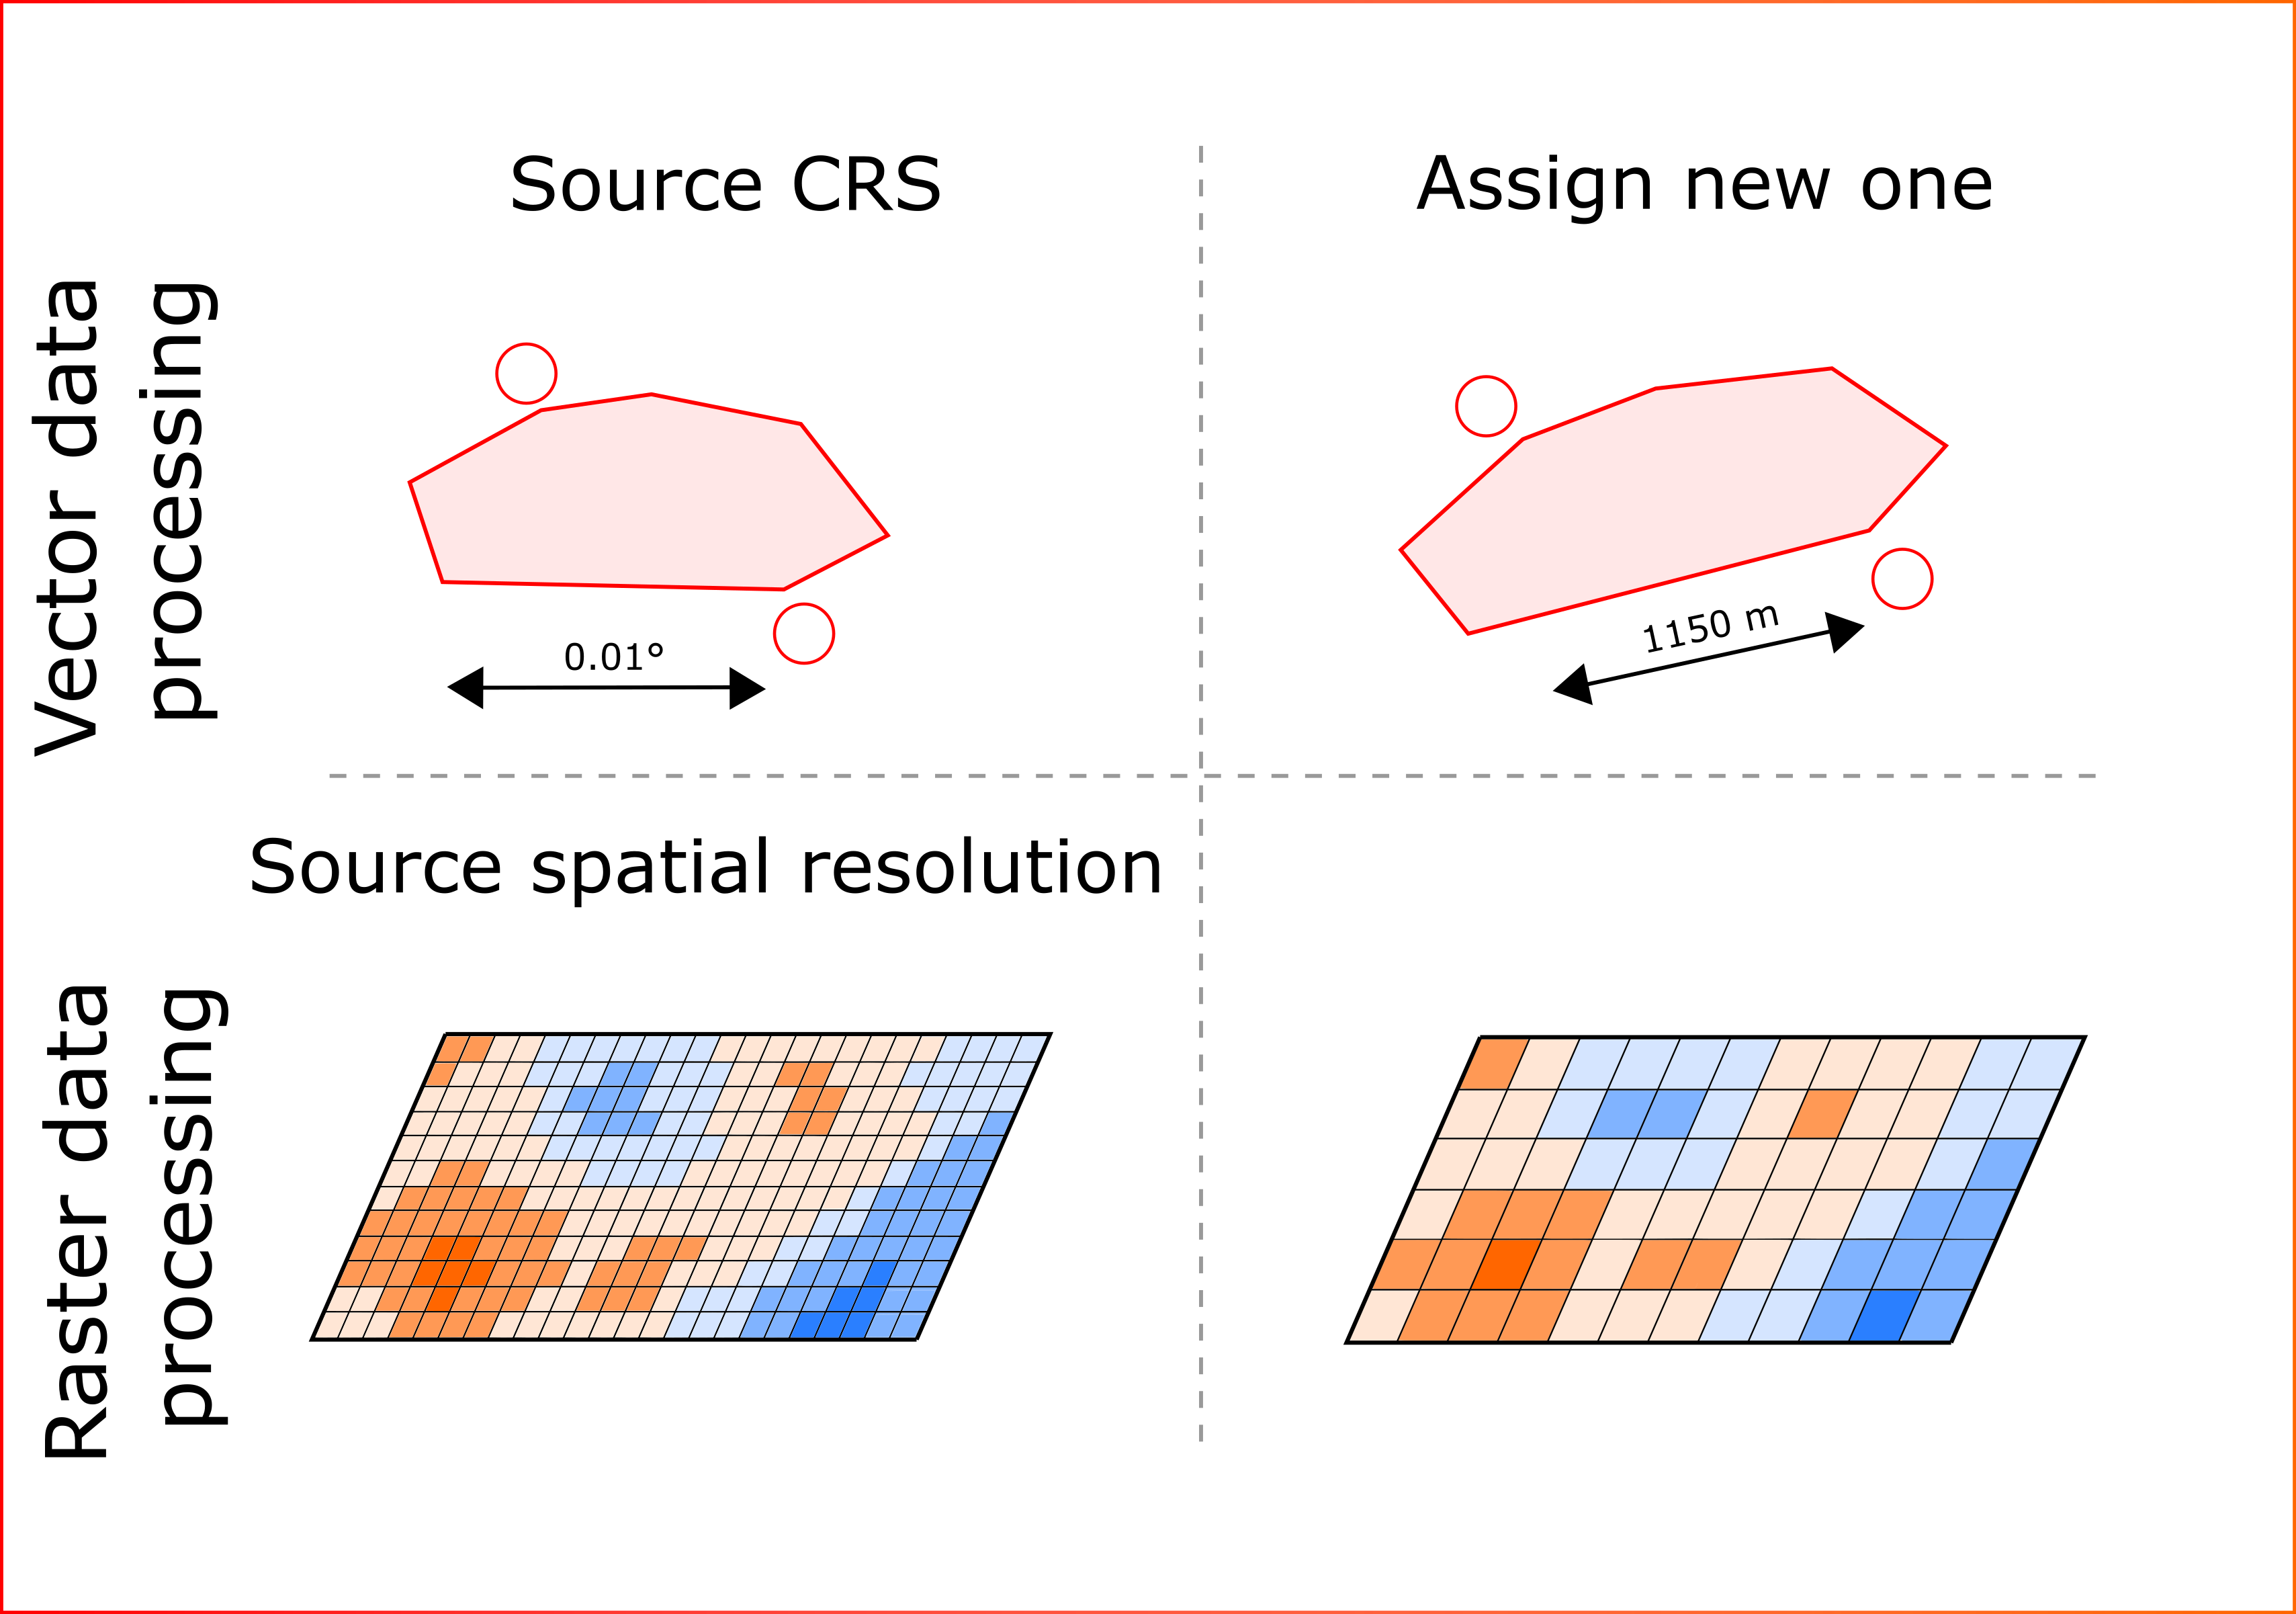 Source CRS
Assign new one
Vector data
processing
0.01°
1150 m
Source spatial resolution
Raster data
processing